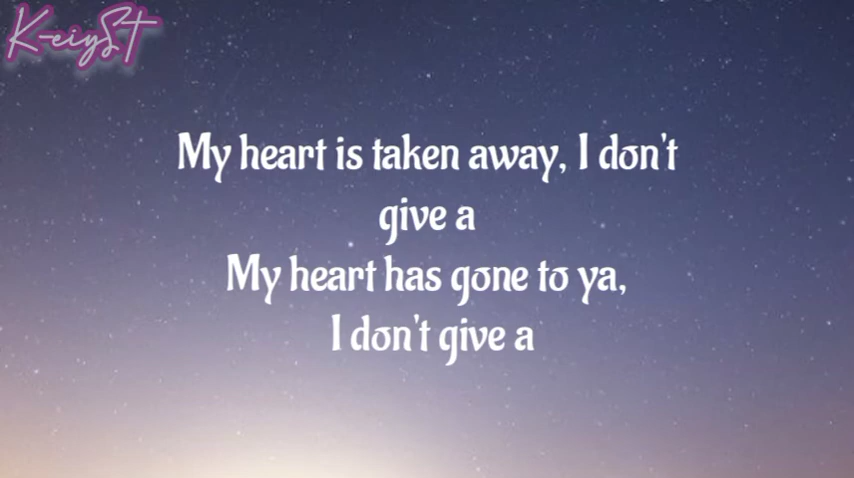 K-eiyST
My heart is taken away, I don't
give a
My heart has gone to ya,
I don't give a